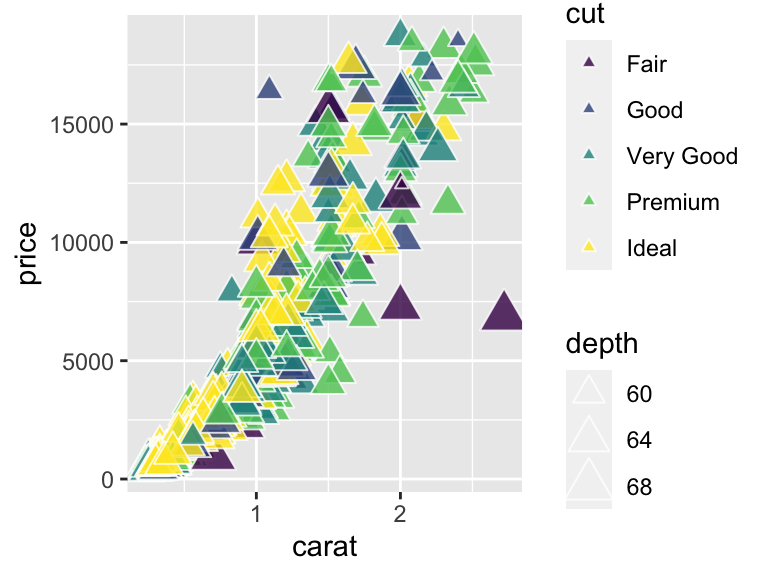 cut
Fair
Good
Very Good
Premium
Ideal
depth
60
64
68
price
15000
10000
5000
0
1 2
carat